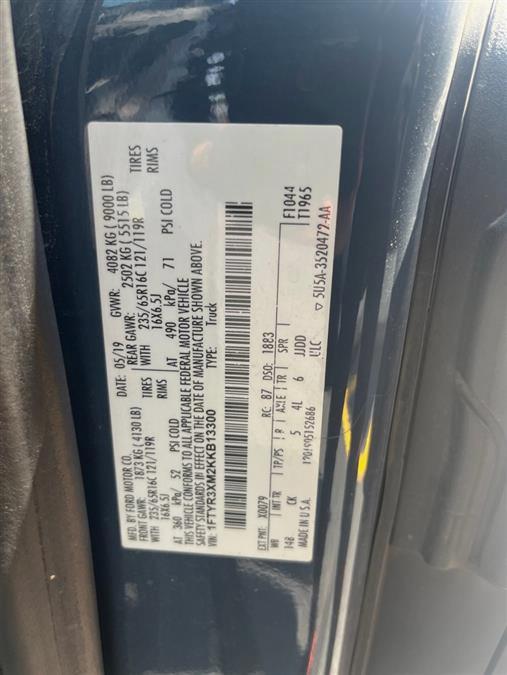 MFD. BY FORD MOTOR CO. DATE: 05/19 GVWR: 4082 KG ( 9000 LB)
FRONT GAWR: 1873 KG ( 4130 LB) REAR GAWR: 2502 KG ( 5515 LB)
235/65R16C 121/119R TIRES WITH 235/65R16C 121/119R TIRES
16X6.5J RIMS WITH 16X6.5J RIMS
AT 360 kPa/ 52 PSI COLD AT 490 kPa/ 71 PSI COLD
THIS VEHICLE CONFORMS TO ALL APPLICABLE FEDERAL MOTOR VEHICLE
SAFETY STANDARDS IN EFFECT ON THE DATE OF MANUFACTURE SHOWN ABOVE.
VIN: 1FTYR3XM2KKB13300 TYPE: Truck
F1044
T1965
EXT PNT: X0079 RC: 87 DSO: 18B3
WB INT TR TP/PS R AXLE TR SPR
148 CK 5 4L 6 JJDD
MADE IN U.S.A. ULC
▽ 5U5A-3520472-AA